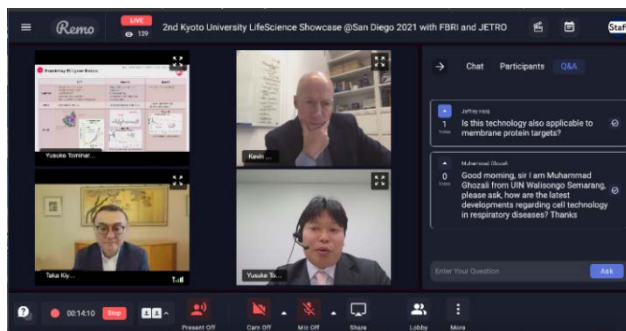 Remo
LIVE
139
2nd Kyoto University LifeScience Showcase @San Diego 2021 with FBRI and JETRO
Staff
Yusuke Tominar...
Kevin ...
Taka Kiy...
Yusuke To...
Chat Participants Q&A
1
Votes
Is this technology also applicable to
membrane protein targets?
0
Votes
Muhammad Ghozali
Good morning, sir I am Muhammad
Ghozali from UIN Walisongo Semarang,
please ask, how are the latest
developments regarding cell technology
in respiratory diseases? Thanks
Enter Your Question
Ask
00:14:10
Stop
Present Off
Cam Off
Mic Off
Share
Lobby
More